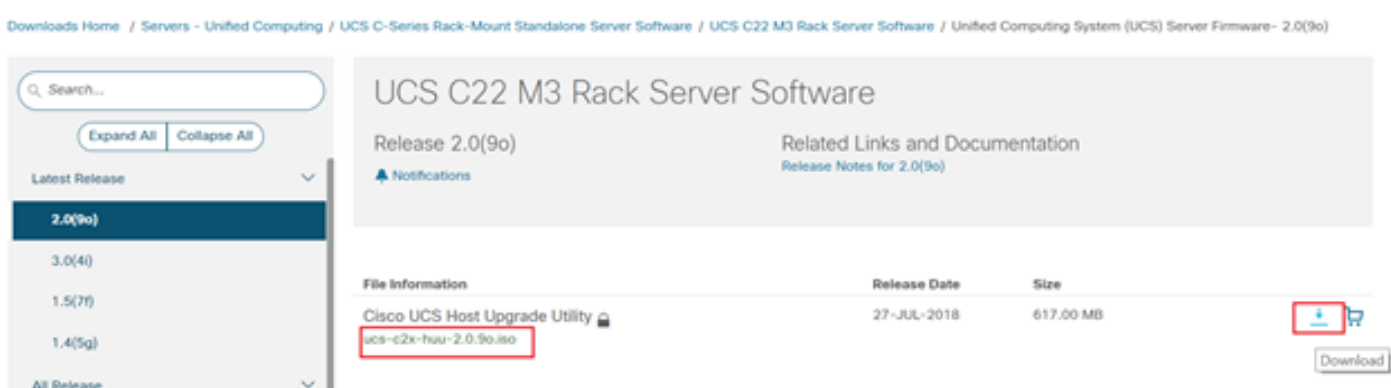 Downloads Home / Servers - Unified Computing / UCS C-Series Rack-Mount Standalone Server Software / UCS C22 M3 Rack Server Software / Unified Computing System (UCS) Server Firmware- 2.0(9o)
Search...
Expand All
Collapse All
Latest Release
2.0(9o)
3.0(4i)
1.5(7f)
1.4(5g)
All Release
UCS C22 M3 Rack Server Software
Release 2.0(9o)
Notifications
Related Links and Documentation
Release Notes for 2.0(9o)
File Information Release Date Size
Cisco UCS Host Upgrade Utility 27-JUL-2018 617.00 MB
ucs-c2x-huu-2.0.9o.iso
Download